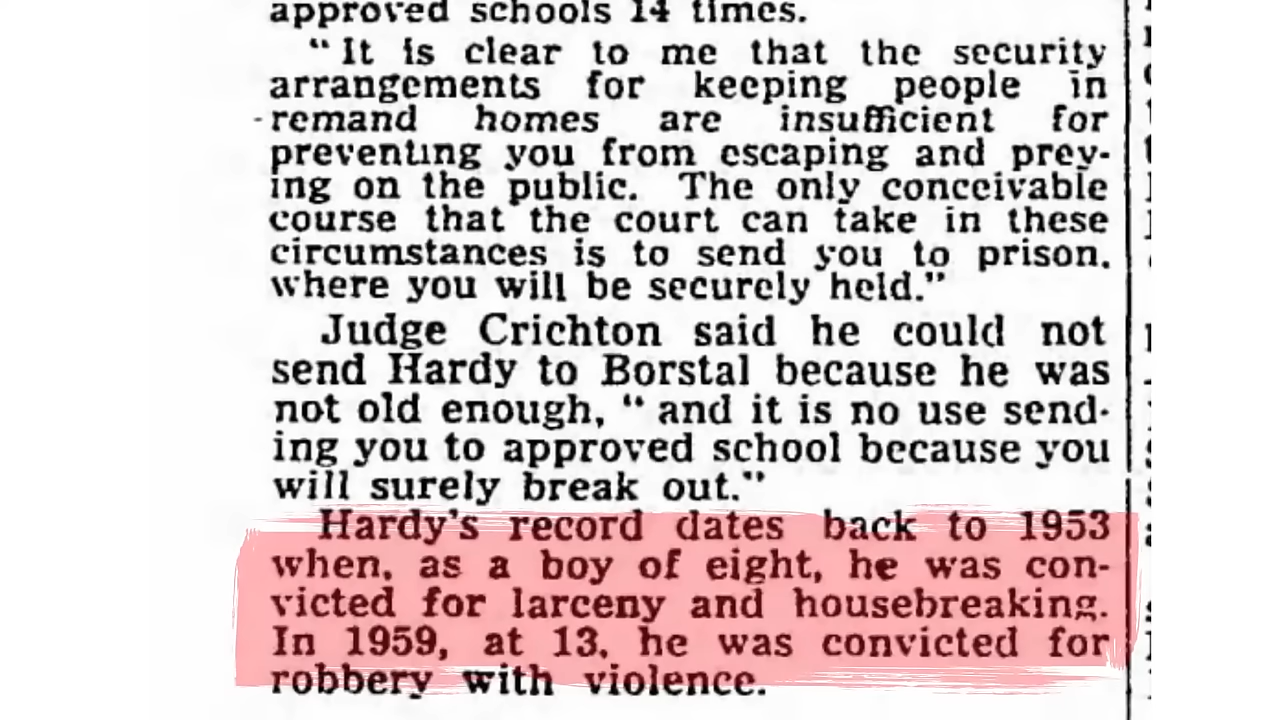 approved schools 14 times.
“It is clear to me that the security
arrangements for keeping people in
remand homes are insufficient for
preventing you from escaping and prey-
ing on the public. The only conceivable
course that the court can take in these
circumstances is to send you to prison,
where you will be securely held.”
Judge Crichton said he could not
send Hardy to Borstal because he was
not old enough, “and it is no use send-
ing you to approved school because you
will surely break out.”
Hardy's record dates back to 1953
when, as a boy of eight, he was con-
victed for larceny and housebreaking.
In 1959, at 13, he was convicted for
robbery with violence.